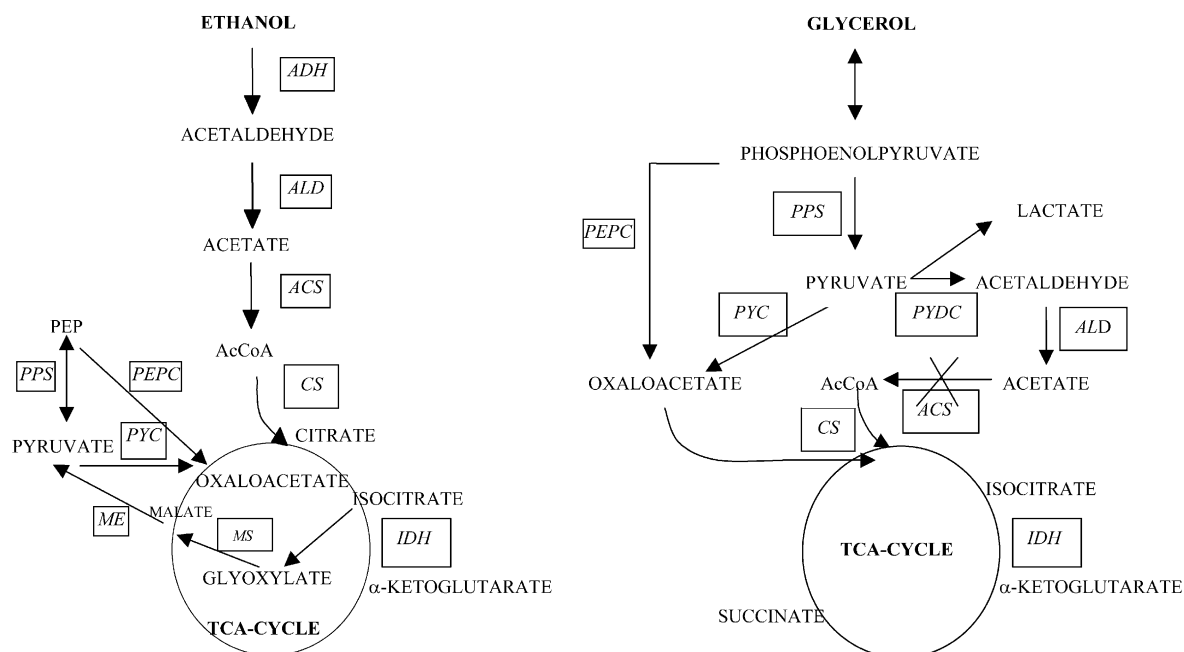 ETHANOL
ADH
ACETALDEHYDE
ALD
ACETATE
ACS
PEP
AcCoA
PPS
PEPC
CS
PYRUVATE
PYC
CITRATE
OXALOACETATE
ISOCITRATE
ME
MALATE
MS
IDH
GLYOXYLATE
α-KETOGLUTARATE
TCA-CYCLE
GLYCEROL
PHOSPHOENOLPYRUVATE
PPS
LACTATE
PEPC
PYRUVATE
ACETALDEHYDE
PYC
PYDC
ALD
OXALOACETATE
AcCoA
ACETATE
ACS
CS
ISOCITRATE
TCA-CYCLE
IDH
α-KETOGLUTARATE
SUCCINATE